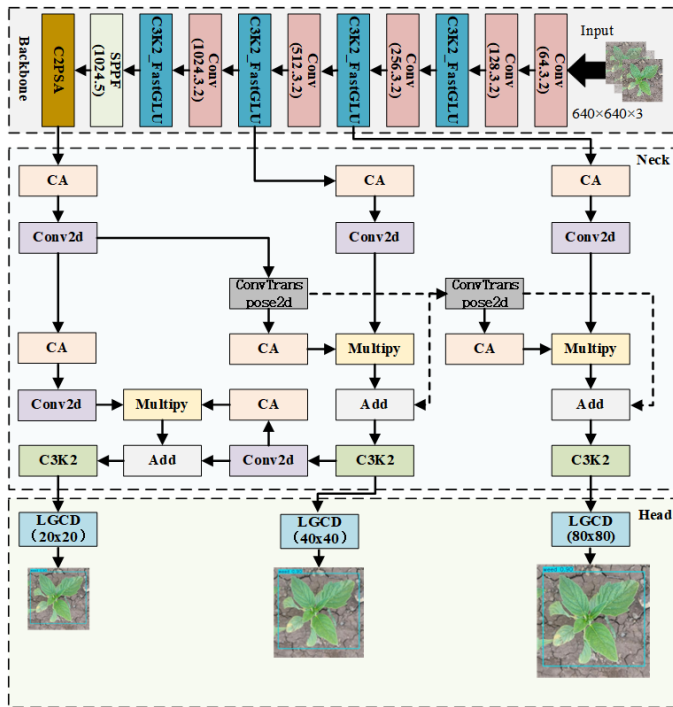 Backbone
C2PSA
SPPF
(1024.5)
C3K2_FastGLU
Conv
(1024.3.2)
C3K2_FastGLU
Conv
(512.3.2)
C3K2_FastGLU
Conv
(256.3.2)
C3K2_FastGLU
Conv
(128.3.2)
Conv
(64.3.2)
Input
640×640×3
Neck
CA
CA
CA
Conv2d
Conv2d
Conv2d
ConvTrans
pose2d
ConvTrans
pose2d
CA
CA
Multipy
CA
Multipy
Conv2d
Multipy
CA
Add
Add
C3K2
Add
Conv2d
C3K2
C3K2
Head
LGCD
(20x20)
LGCD
(40x40)
LGCD
(80x80)